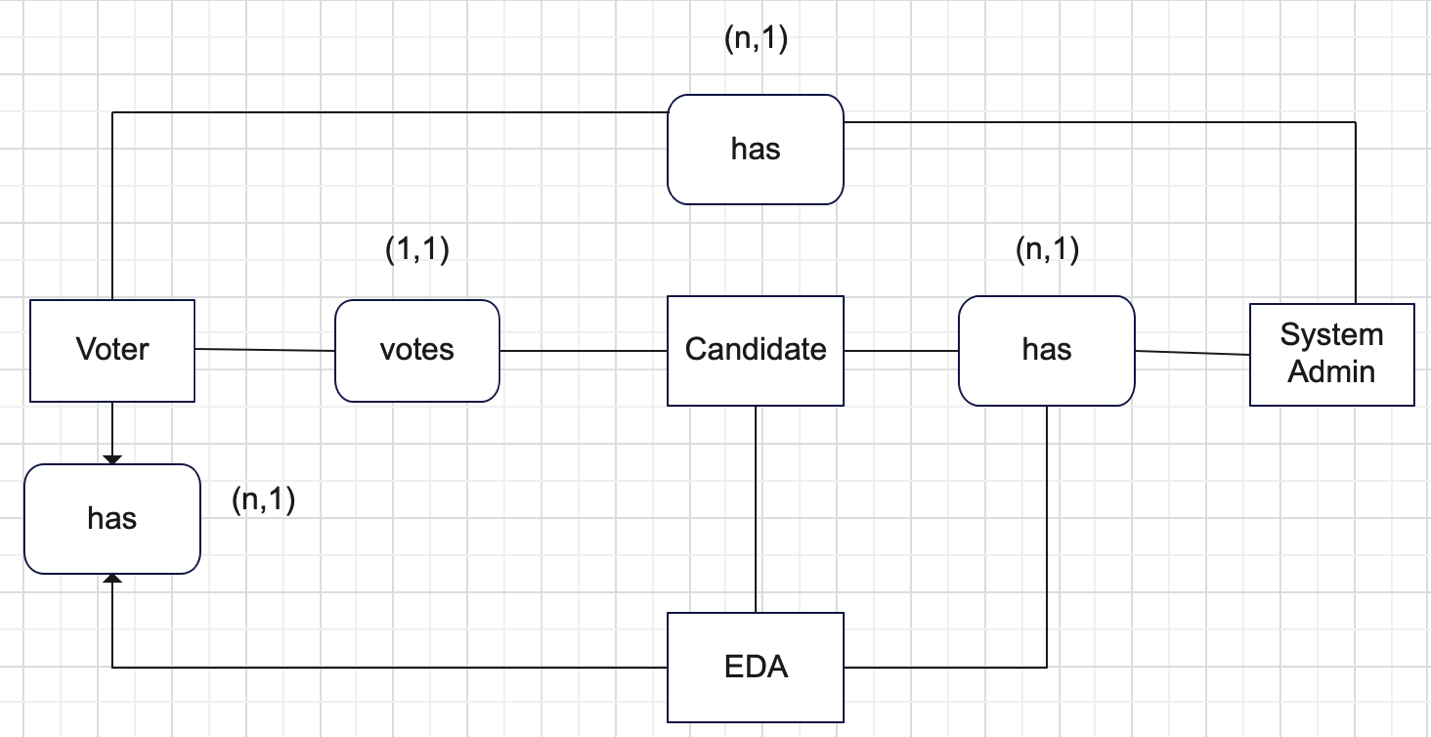 (n,1)
has
(1,1)
(n,1)
Voter
votes
Candidate
has
System
Admin
has
(n,1)
EDA